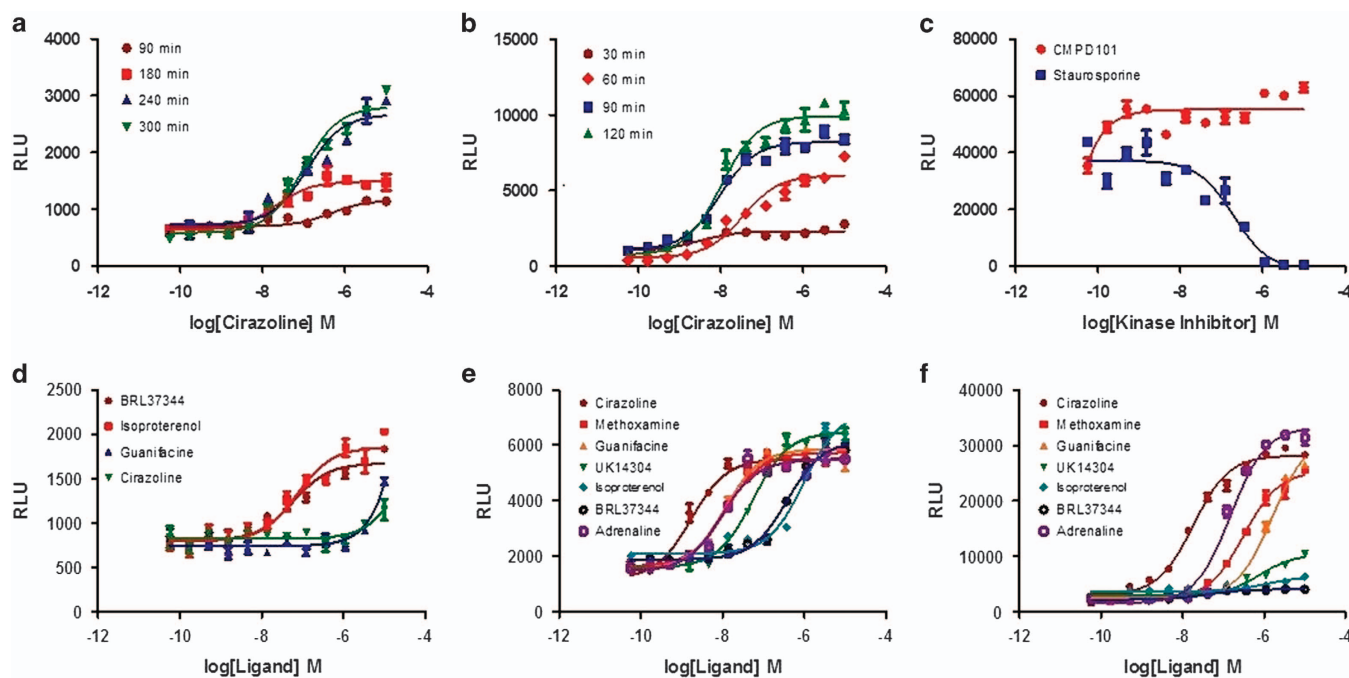 a
90 min
180 min
240 min
300 min
RLU
4000
3000
2000
1000
0
-12
-10
-8
-6
-4
log[Cirazoline] M
b
30 min
60 min
90 min
120 min
RLU
15000
10000
5000
0
-12
-10
-8
-6
-4
log[Cirazoline] M
c
CMPD101
Staurosporine
RLU
80000
60000
40000
20000
0
-12
-10
-8
-6
-4
log[Kinase Inhibitor] M
d
BRL37344
Isoproterenol
Guanifacine
Cirazoline
RLU
2500
2000
1500
1000
500
0
-12
-10
-8
-6
-4
log[Ligand] M
e
Cirazoline
Methoxamine
Guanifacine
UK14304
Isoproterenol
BRL37344
Adrenaline
RLU
8000
6000
4000
2000
0
-12
-10
-8
-6
-4
log[Ligand] M
f
Cirazoline
Methoxamine
Guanifacine
UK14304
Isoproterenol
BRL37344
Adrenaline
RLU
40000
30000
20000
10000
0
-12
-10
-8
-6
-4
log[Ligand] M